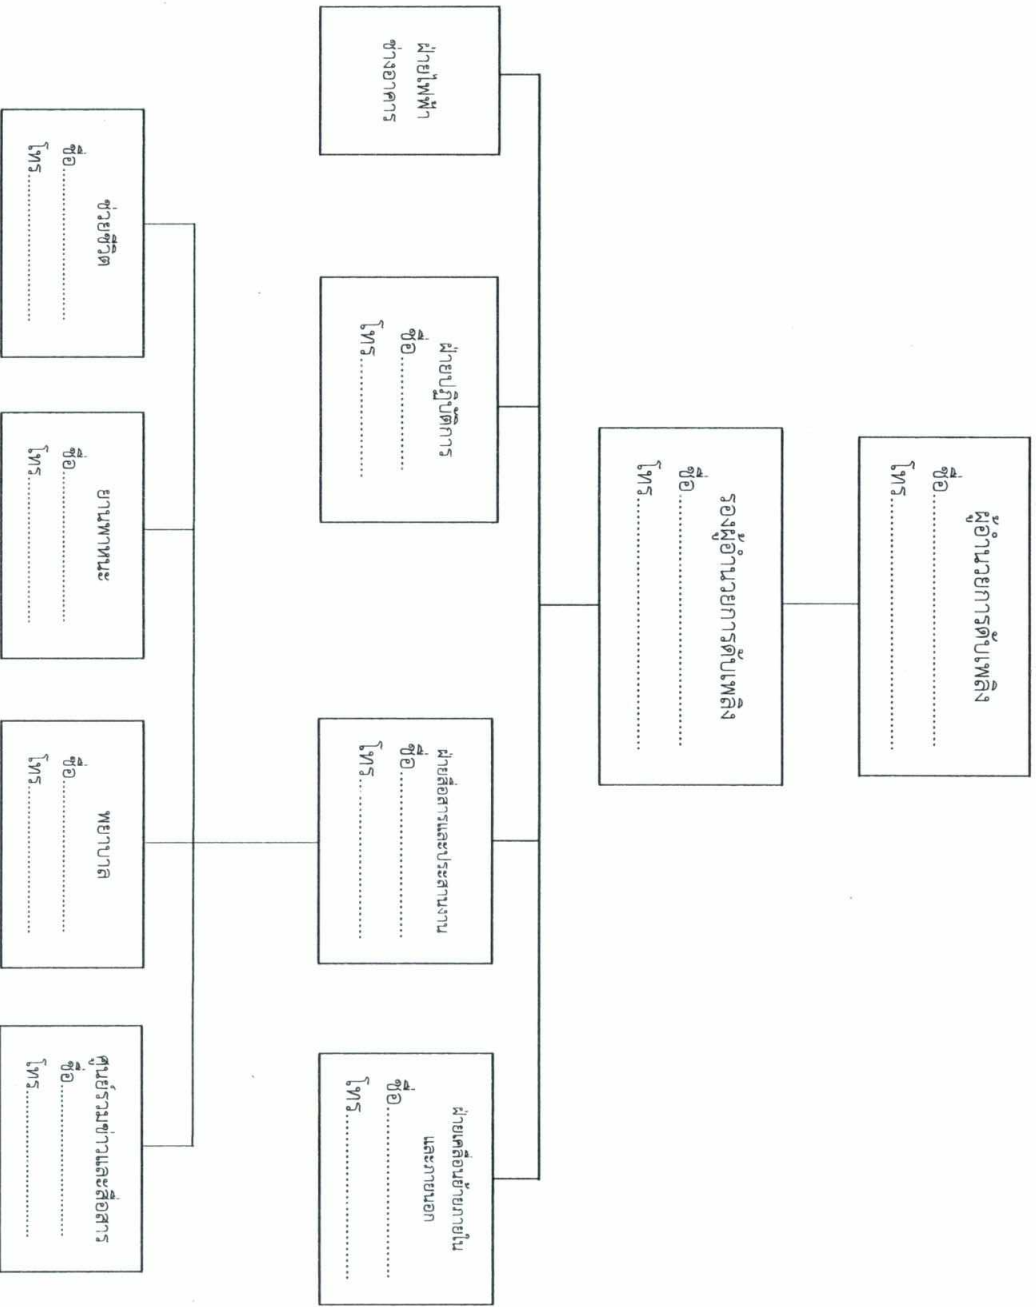 ผู้อำนวยการดับเพลิง
ชื่อ........................................
โทร........................................
รองผู้อำนวยการดับเพลิง
ชื่อ........................................
โทร........................................
ฝ่ายไฟฟ้า
ช่างอาคาร
ฝ่ายปฏิบัติการ
ชื่อ........................
โทร........................
ฝ่ายสื่อสารและประสานงาน
ชื่อ..............................
โทร..............................
ฝ่ายเคลื่อนย้ายภายใน
และภายนอก
ชื่อ..............................
โทร..............................
ช่วยชีวิต
ชื่อ..............................
โทร..............................
ยานพาหนะ
ชื่อ..............................
โทร..............................
พยาบาล
ชื่อ..............................
โทร..............................
ศูนย์รวมข่าวและสื่อสาร
ชื่อ..............................
โทร..............................